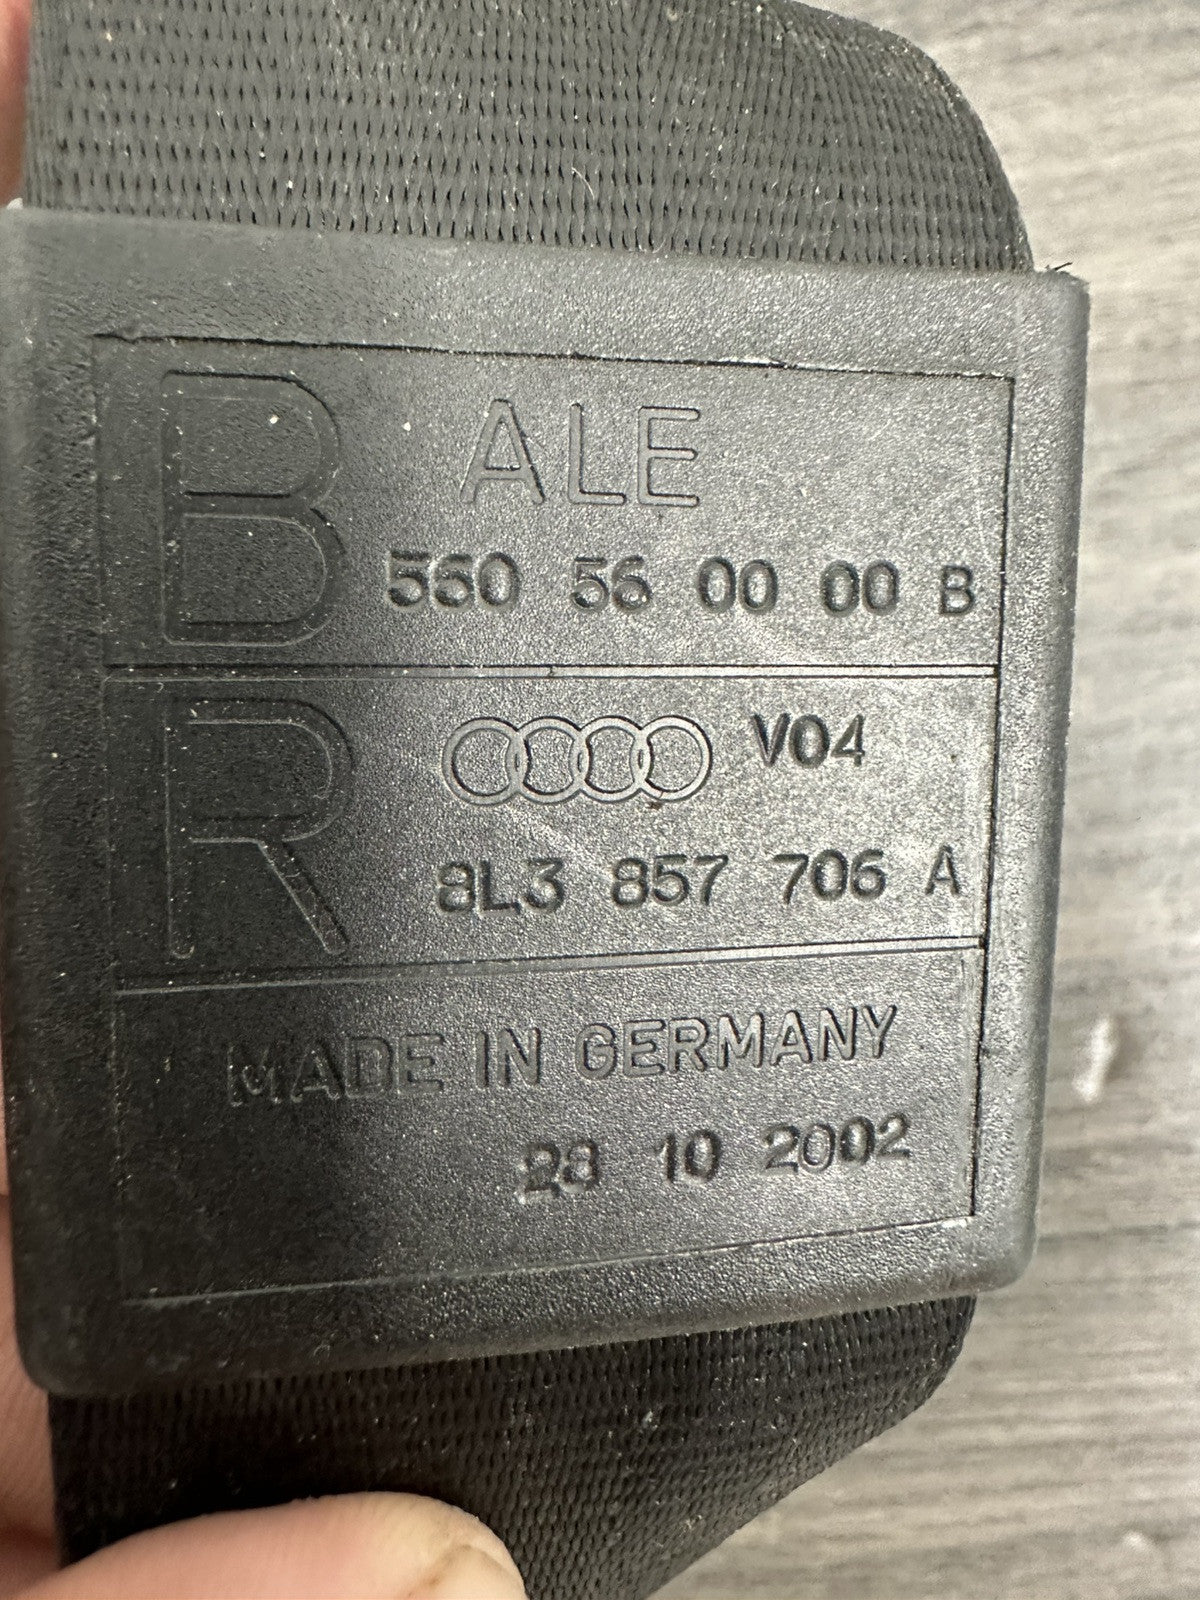 B ALE
560 56 00 00 B
R V04
8L3 857 706 A
MADE IN GERMANY
28 10 2002